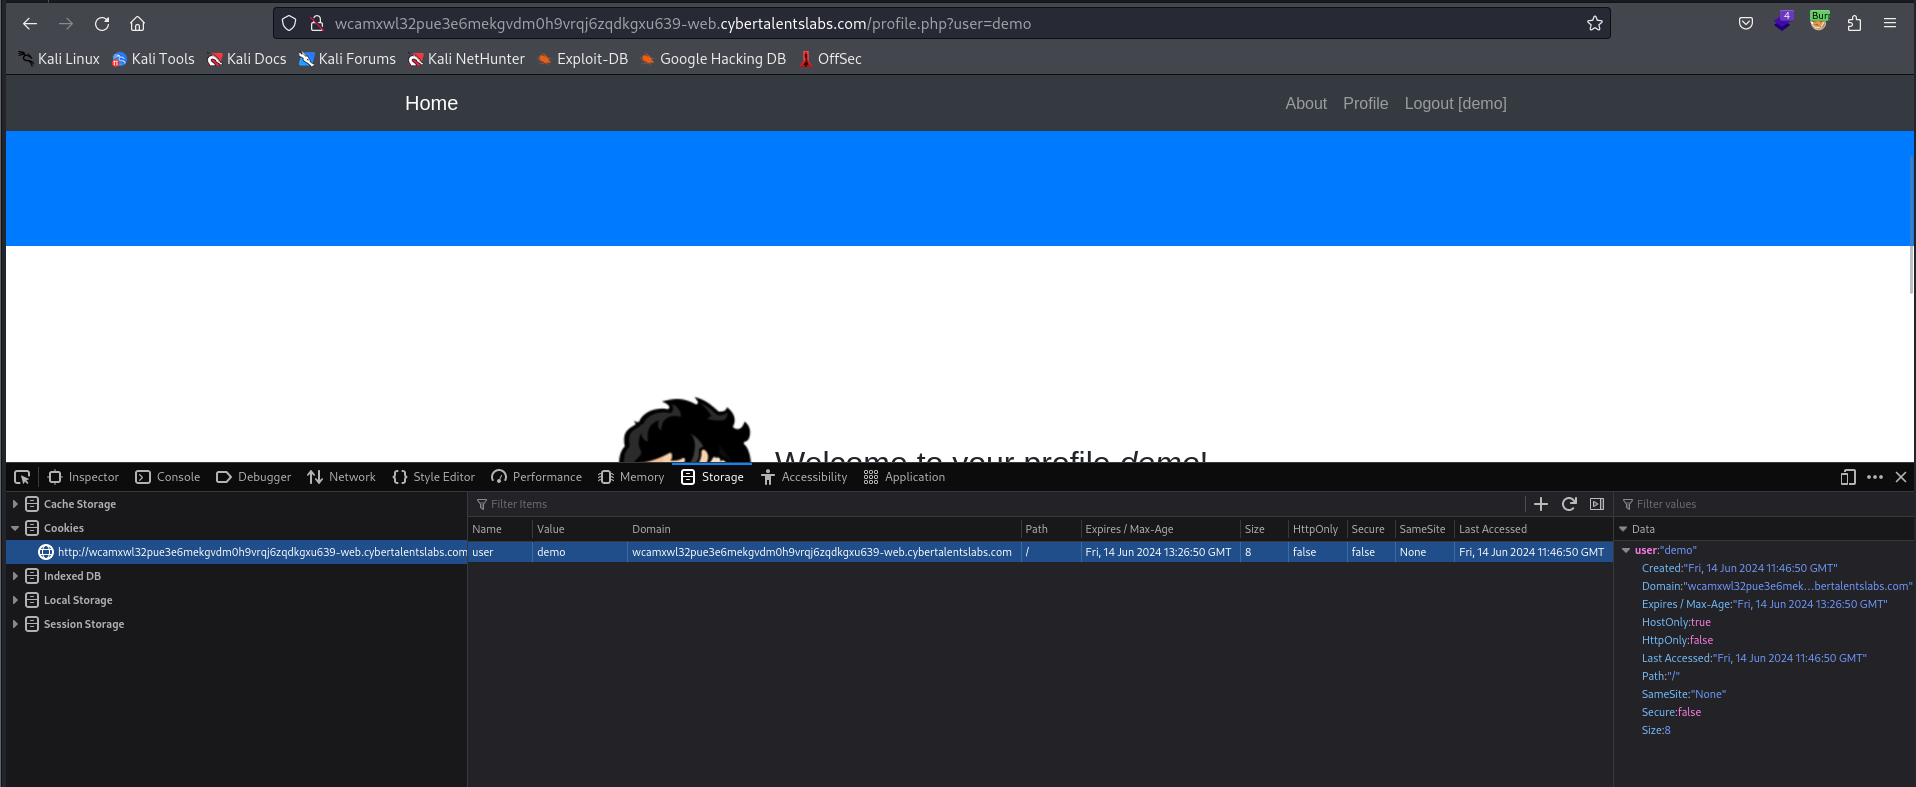 wcamxwl32pue3e6mekgvdm0h9vrqj6zqdkgxu639-web.cybertalentslabs.com/profile.php?user=demo
4
Kali Linux Kali Tools Kali Docs Kali Forums Kali NetHunter Exploit-DB Google Hacking DB OffSec
Home About Profile Logout [demo]
Welcome to your profile demo!
Inspector Console Debugger Network Style Editor Performance Memory Storage Accessibility Application
Cache Storage
Cookies
http://wcamxwl32pue3e6mekgvdm0h9vrqj6zqdkgxu639-web.cybertalentslabs.com
Indexed DB
Local Storage
Session Storage
Filter Items
Name Value Domain Path Expires / Max-Age Size HttpOnly Secure SameSite Last Accessed
user demo wcamxwl32pue3e6mekgvdm0h9vrqj6zqdkgxu639-web.cybertalentslabs.com / Fri, 14 Jun 2024 13:26:50 GMT 8 false false None Fri, 14 Jun 2024 11:46:50 GMT
Filter values
Data
user:"demo"
Created:"Fri, 14 Jun 2024 11:46:50 GMT"
Domain:"wcamxwl32pue3e6mek…bertalentslabs.com"
Expires / Max-Age:"Fri, 14 Jun 2024 13:26:50 GMT"
HostOnly:true
HttpOnly:false
Last Accessed:"Fri, 14 Jun 2024 11:46:50 GMT"
Path:"/"
SameSite:"None"
Secure:false
Size:8